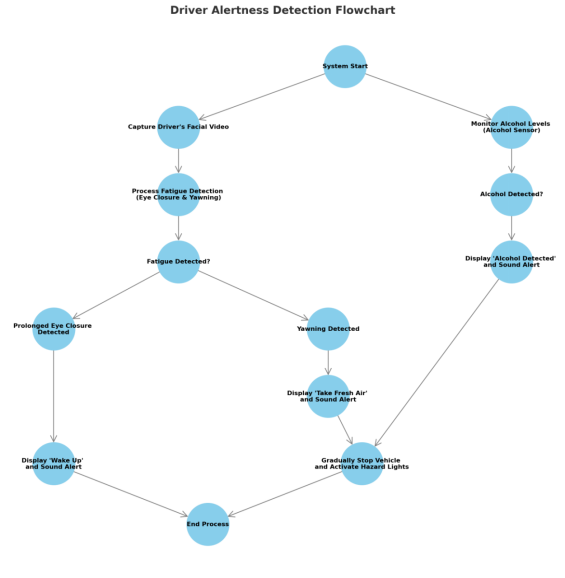 Driver Alertness Detection Flowchart
System Start
Capture Driver's Facial Video
Monitor Alcohol Levels
(Alcohol Sensor)
Process Fatigue Detection
(Eye Closure & Yawning)
Alcohol Detected?
Fatigue Detected?
Display 'Alcohol Detected'
and Sound Alert
Prolonged Eye Closure
Detected
Yawning Detected
Display 'Take Fresh Air'
and Sound Alert
Display 'Wake Up'
and Sound Alert
Gradually Stop Vehicle
and Activate Hazard Lights
End Process